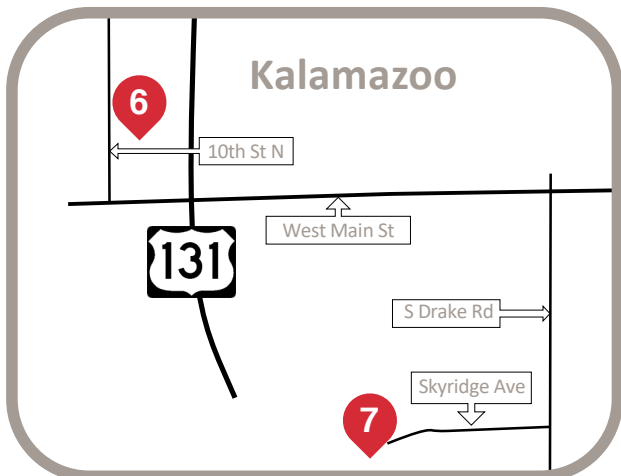 Kalamazoo
6
10th St N
West Main St
131
S Drake Rd
Skyridge Ave
7